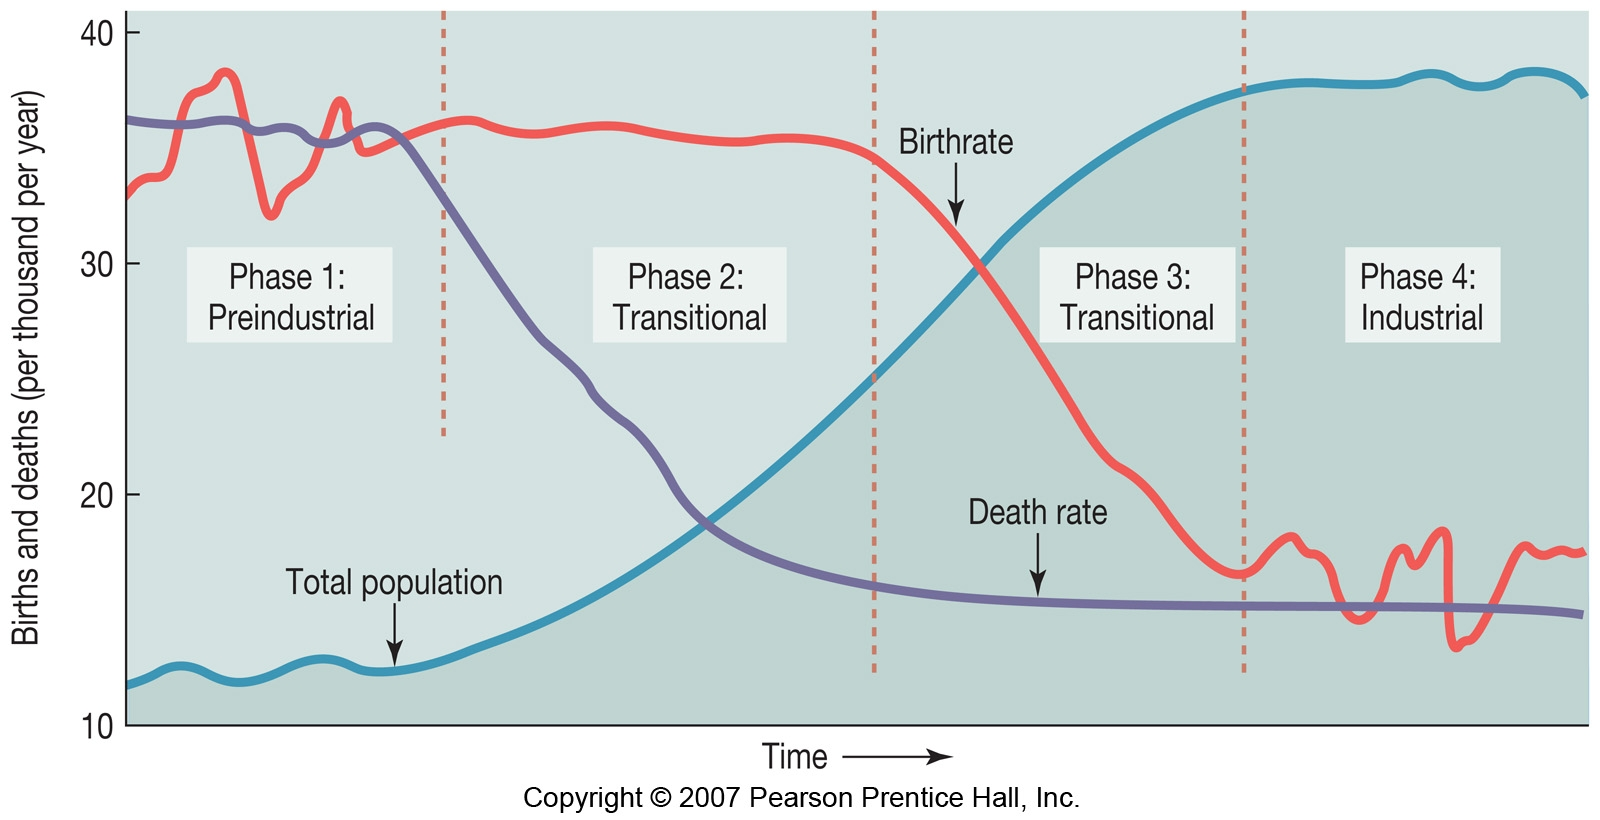 Births and deaths (per thousand per year)
40
30
20
10
Birthrate
Phase 1:
Preindustrial
Phase 2:
Transitional
Phase 3:
Transitional
Phase 4:
Industrial
Death rate
Total population
Time
Copyright © 2007 Pearson Prentice Hall, Inc.